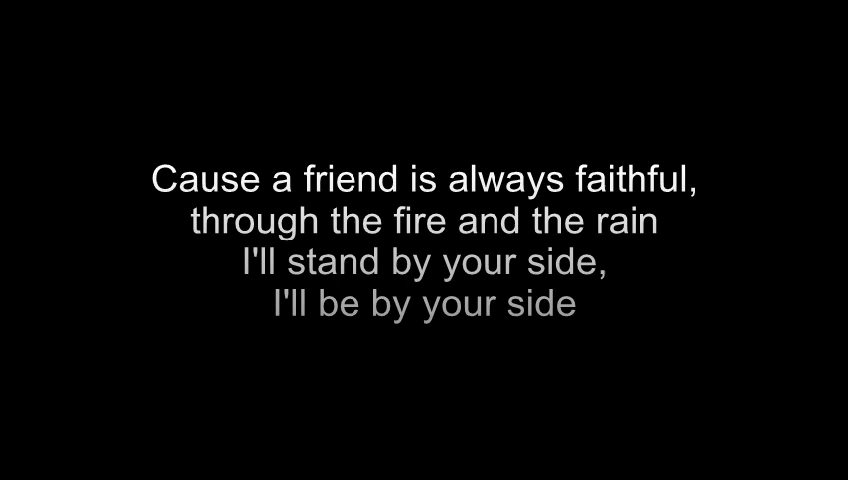 Cause a friend is always faithful,
through the fire and the rain
I'll stand by your side,
I'll be by your side